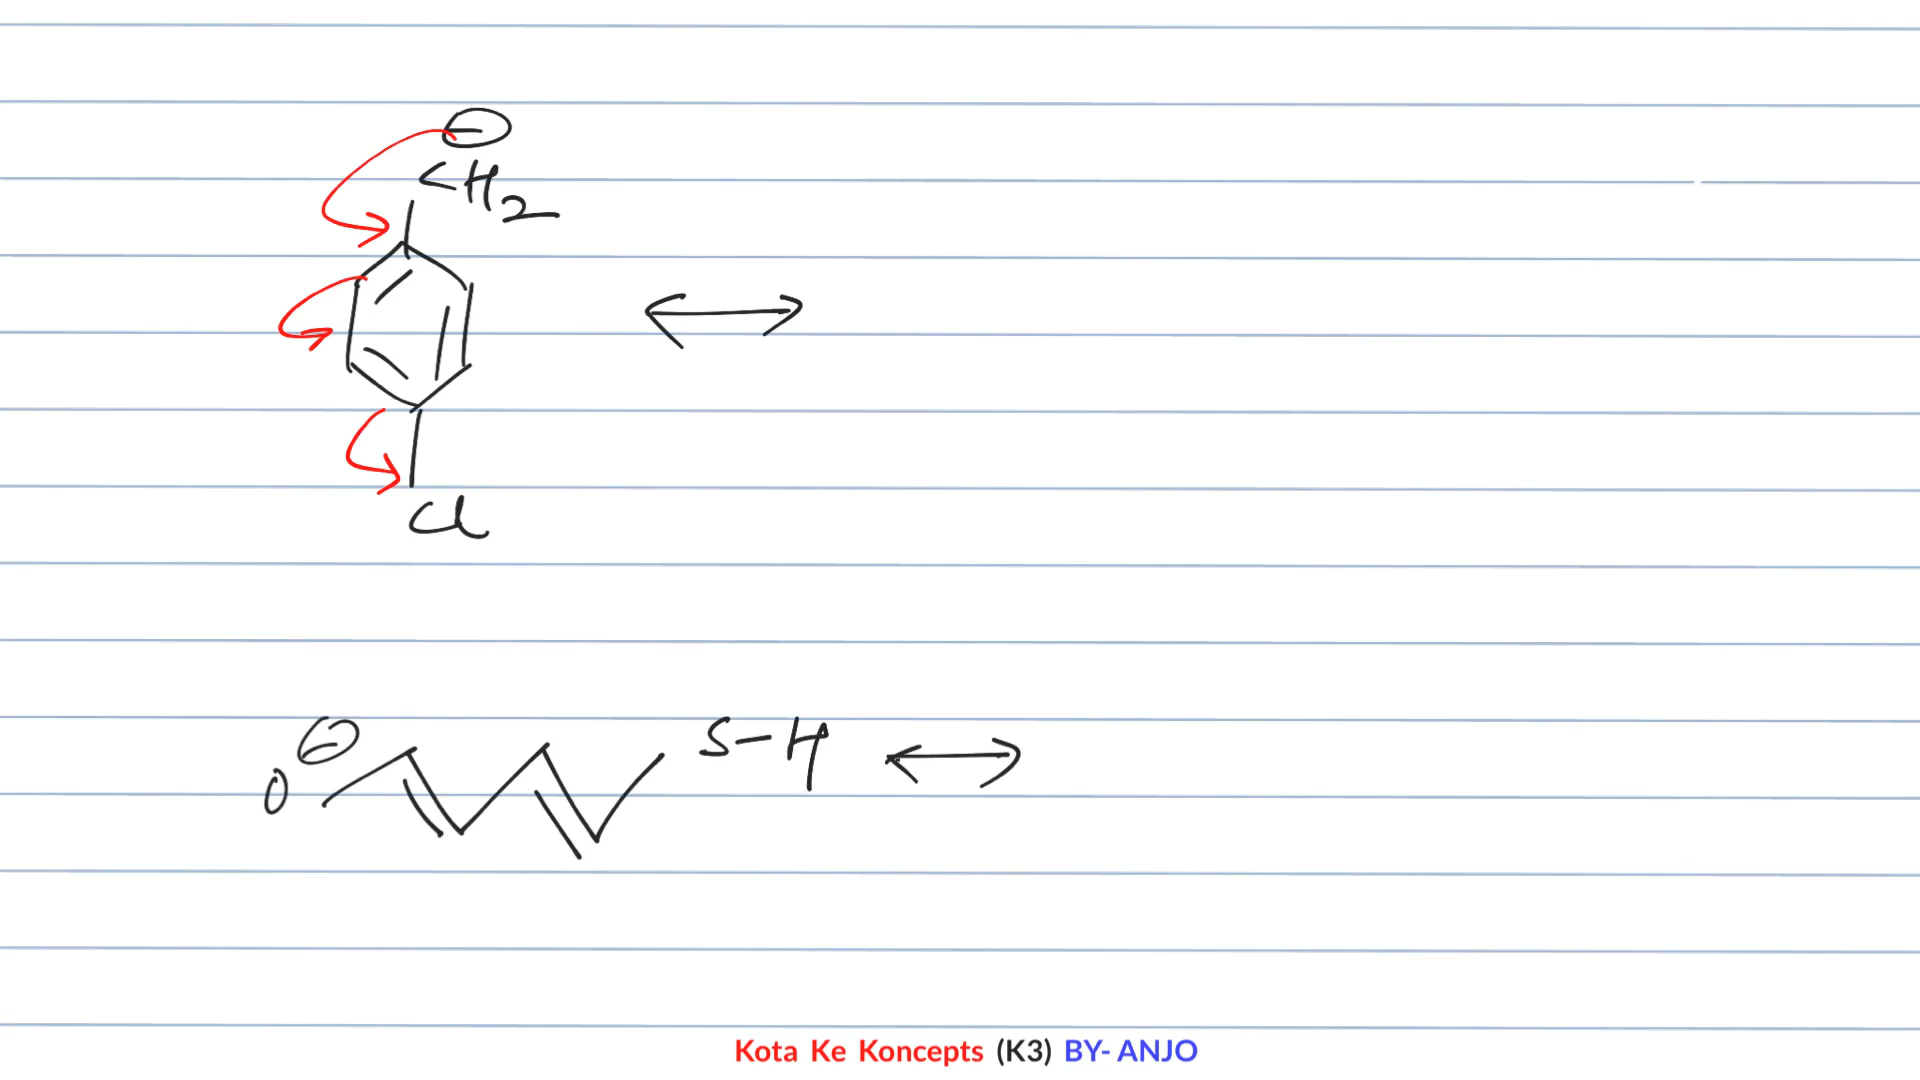 ⊖
CH2
Cl
⊖
O
S-H
Kota Ke Koncepts (K3) BY- ANJO